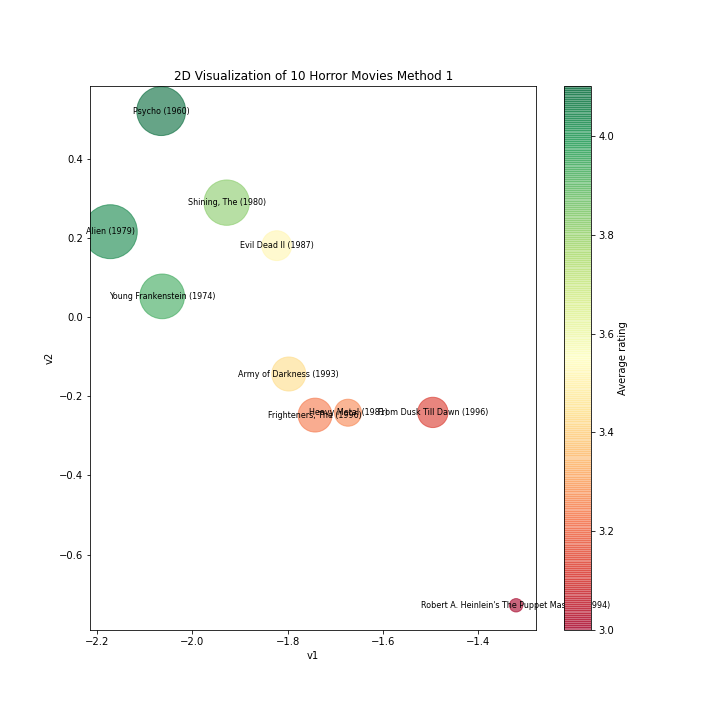 2D Visualization of 10 Horror Movies Method 1
Psycho (1960)
Shining, The (1980)
Alien (1979)
Evil Dead II (1987)
Young Frankenstein (1974)
Army of Darkness (1993)
Heavy Metal (1981)
From Dusk Till Dawn (1996)
Frighteners, The (1996)
Robert A. Heinlein's The Puppet Mas 994)
0.4
0.2
0.0
−0.2
−0.4
−0.6
v2
−2.2
−2.0
−1.8
−1.6
−1.4
v1
4.0
3.8
3.6
3.4
3.2
3.0
Average rating